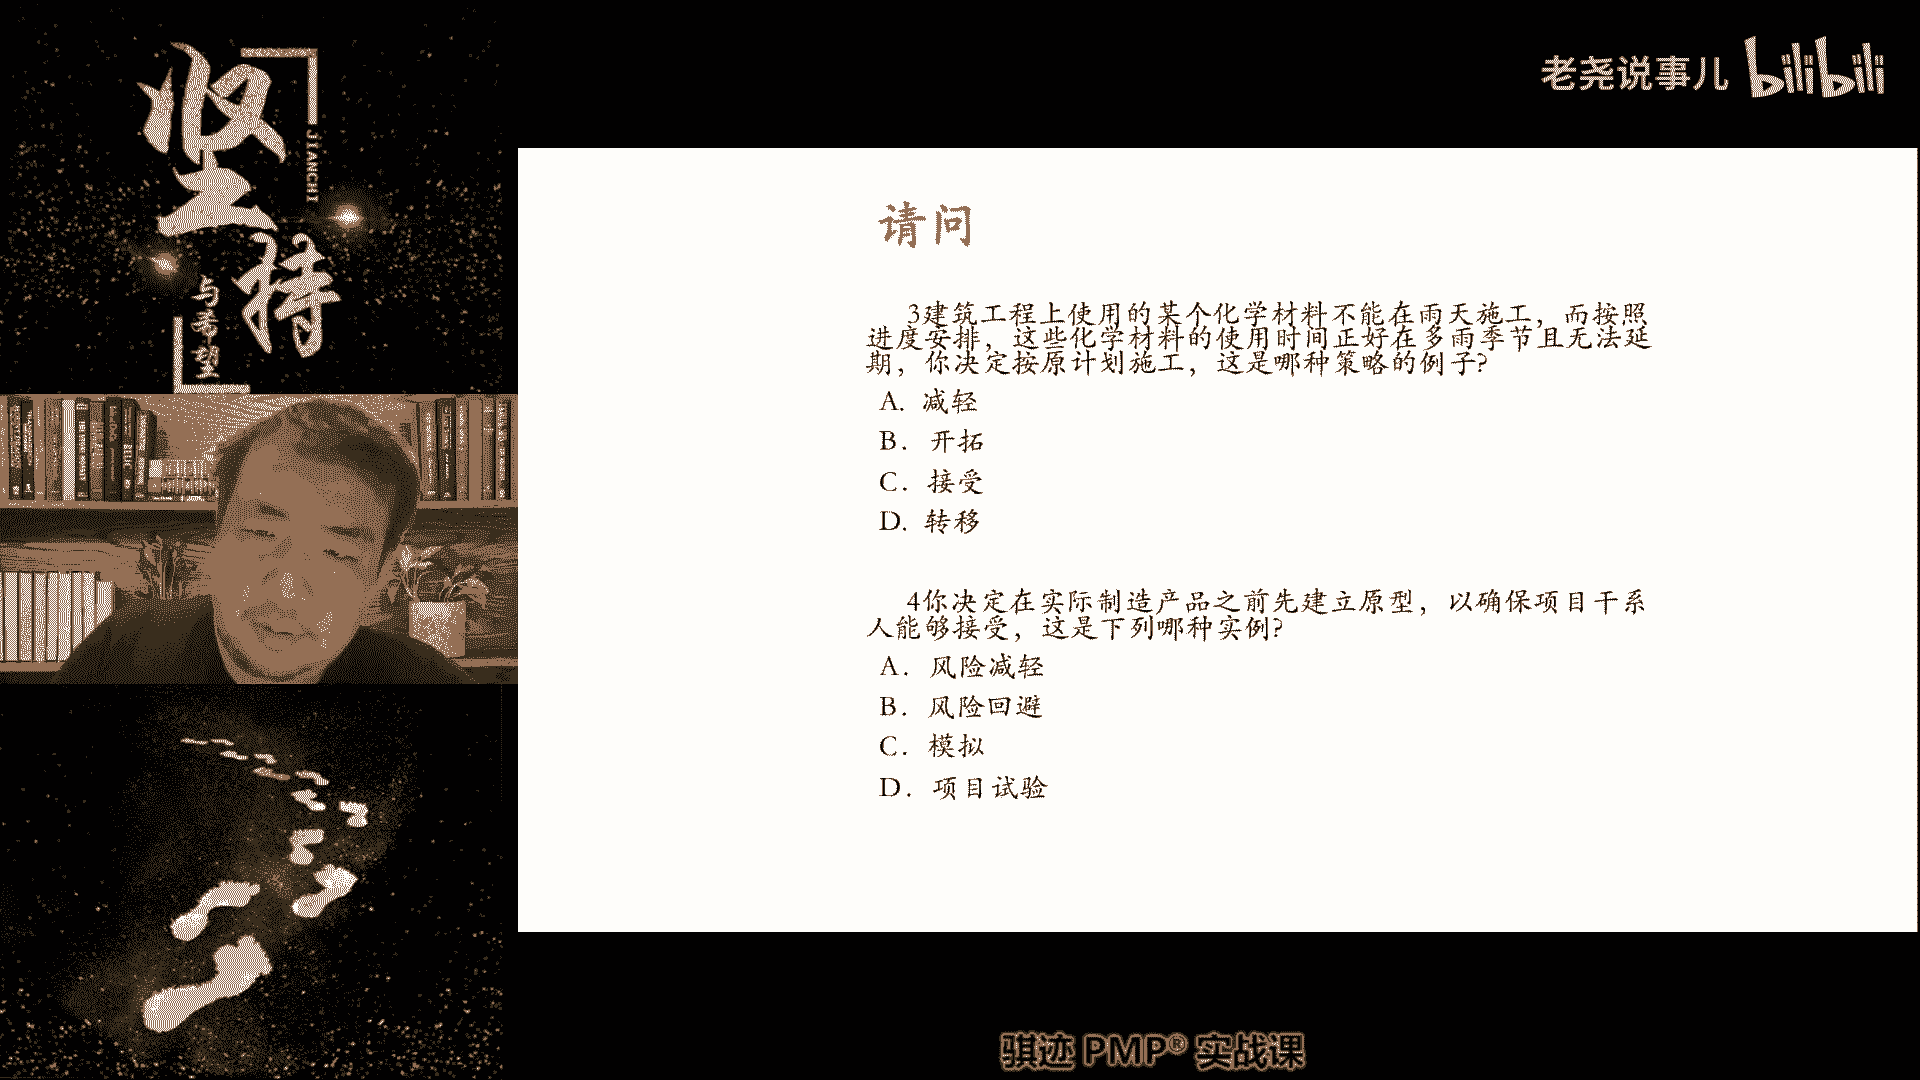 坚持
JIANCHI
与希望
老尧说事儿 bilibili
请问
3建筑工程上使用的某个化学材料不能在雨天施工，而按照
进度安排，这些化学材料的使用时间正好在多雨季节且无法延
期，你决定按原计划施工，这是哪种策略的例子?
A. 减轻
B. 开拓
C. 接受
D. 转移
4你决定在实际制造产品之前先建立原型，以确保项目干系
人能够接受，这是下列哪种实例?
A. 风险减轻
B. 风险回避
C. 模拟
D. 项目试验
骐迹 PMP® 实战课